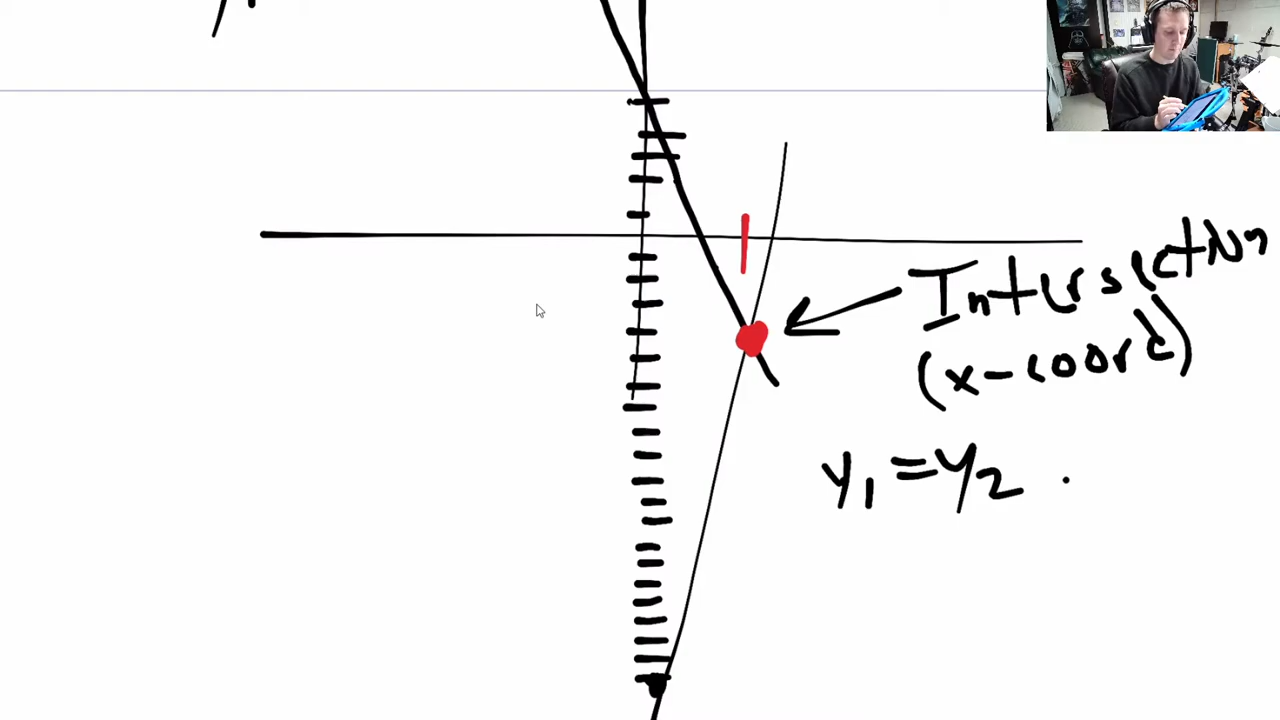 Intersection
(x-coord)
y₁ = y₂